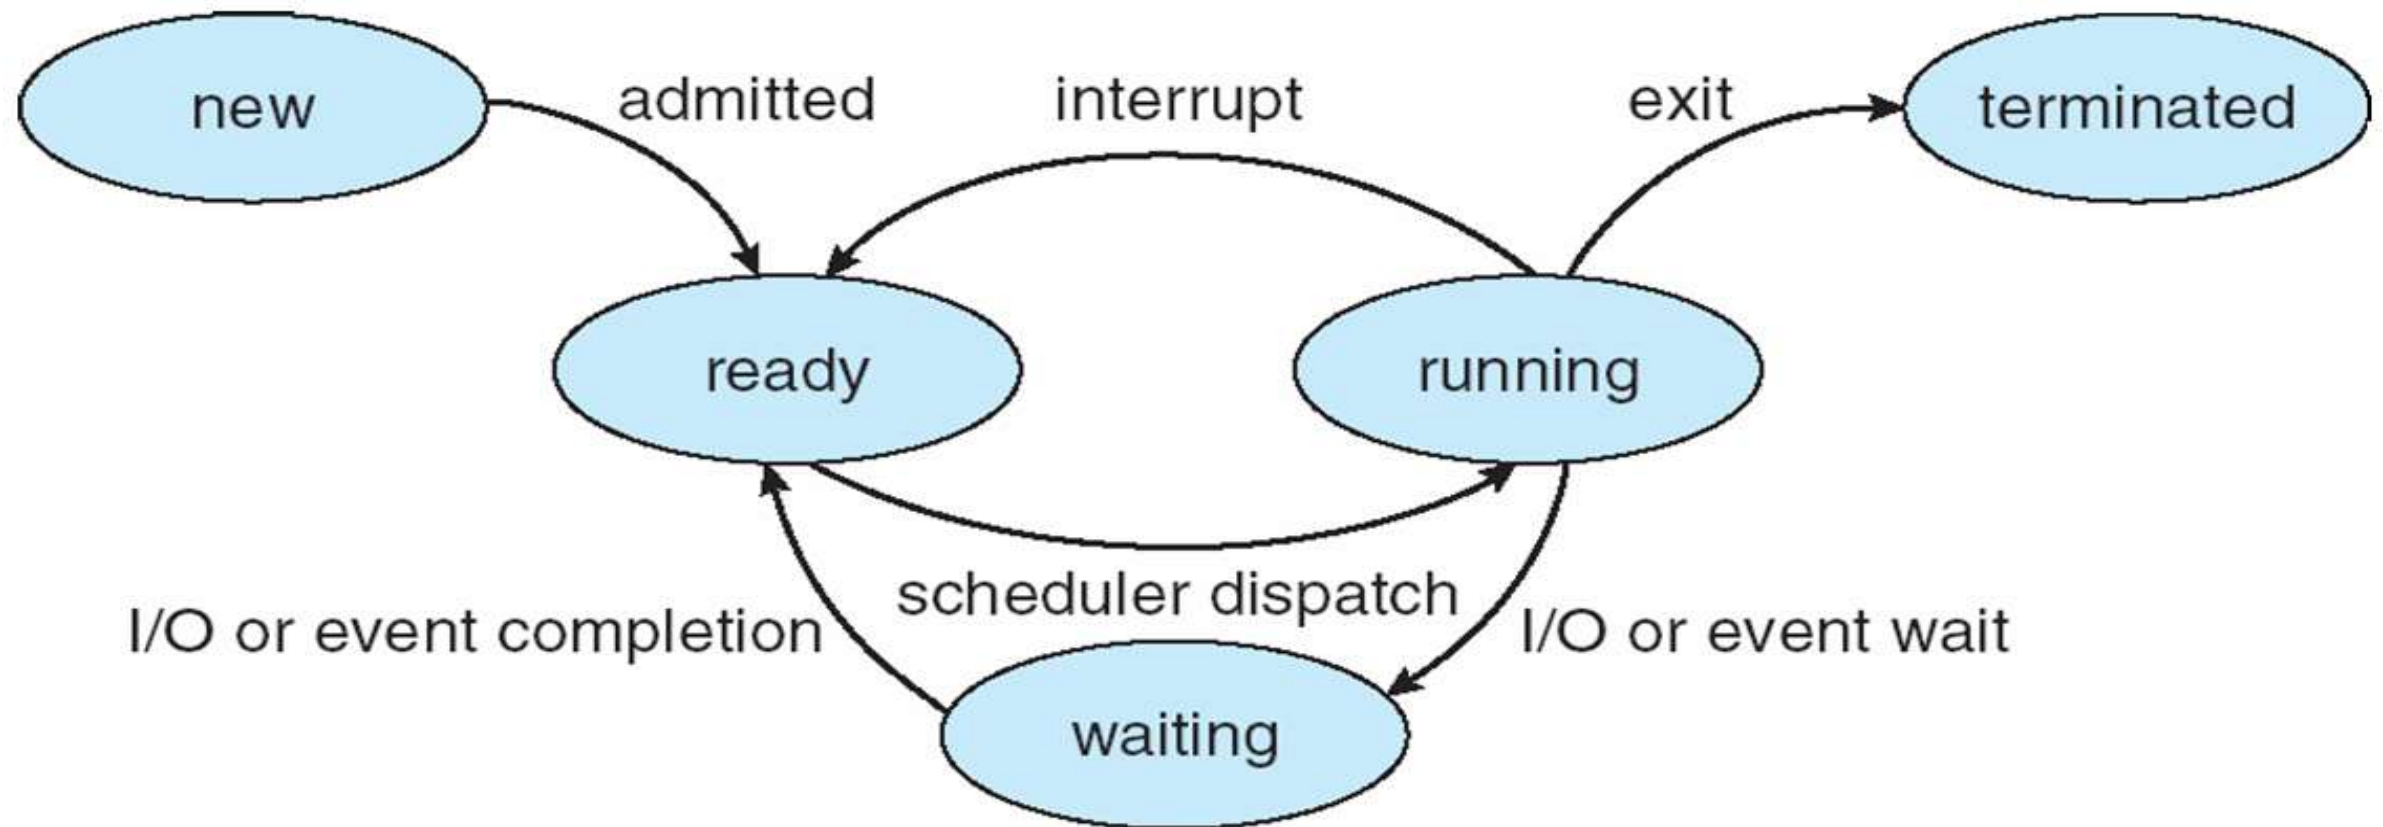 new
admitted
interrupt
exit
terminated
ready
running
scheduler dispatch
I/O or event completion
I/O or event wait
waiting